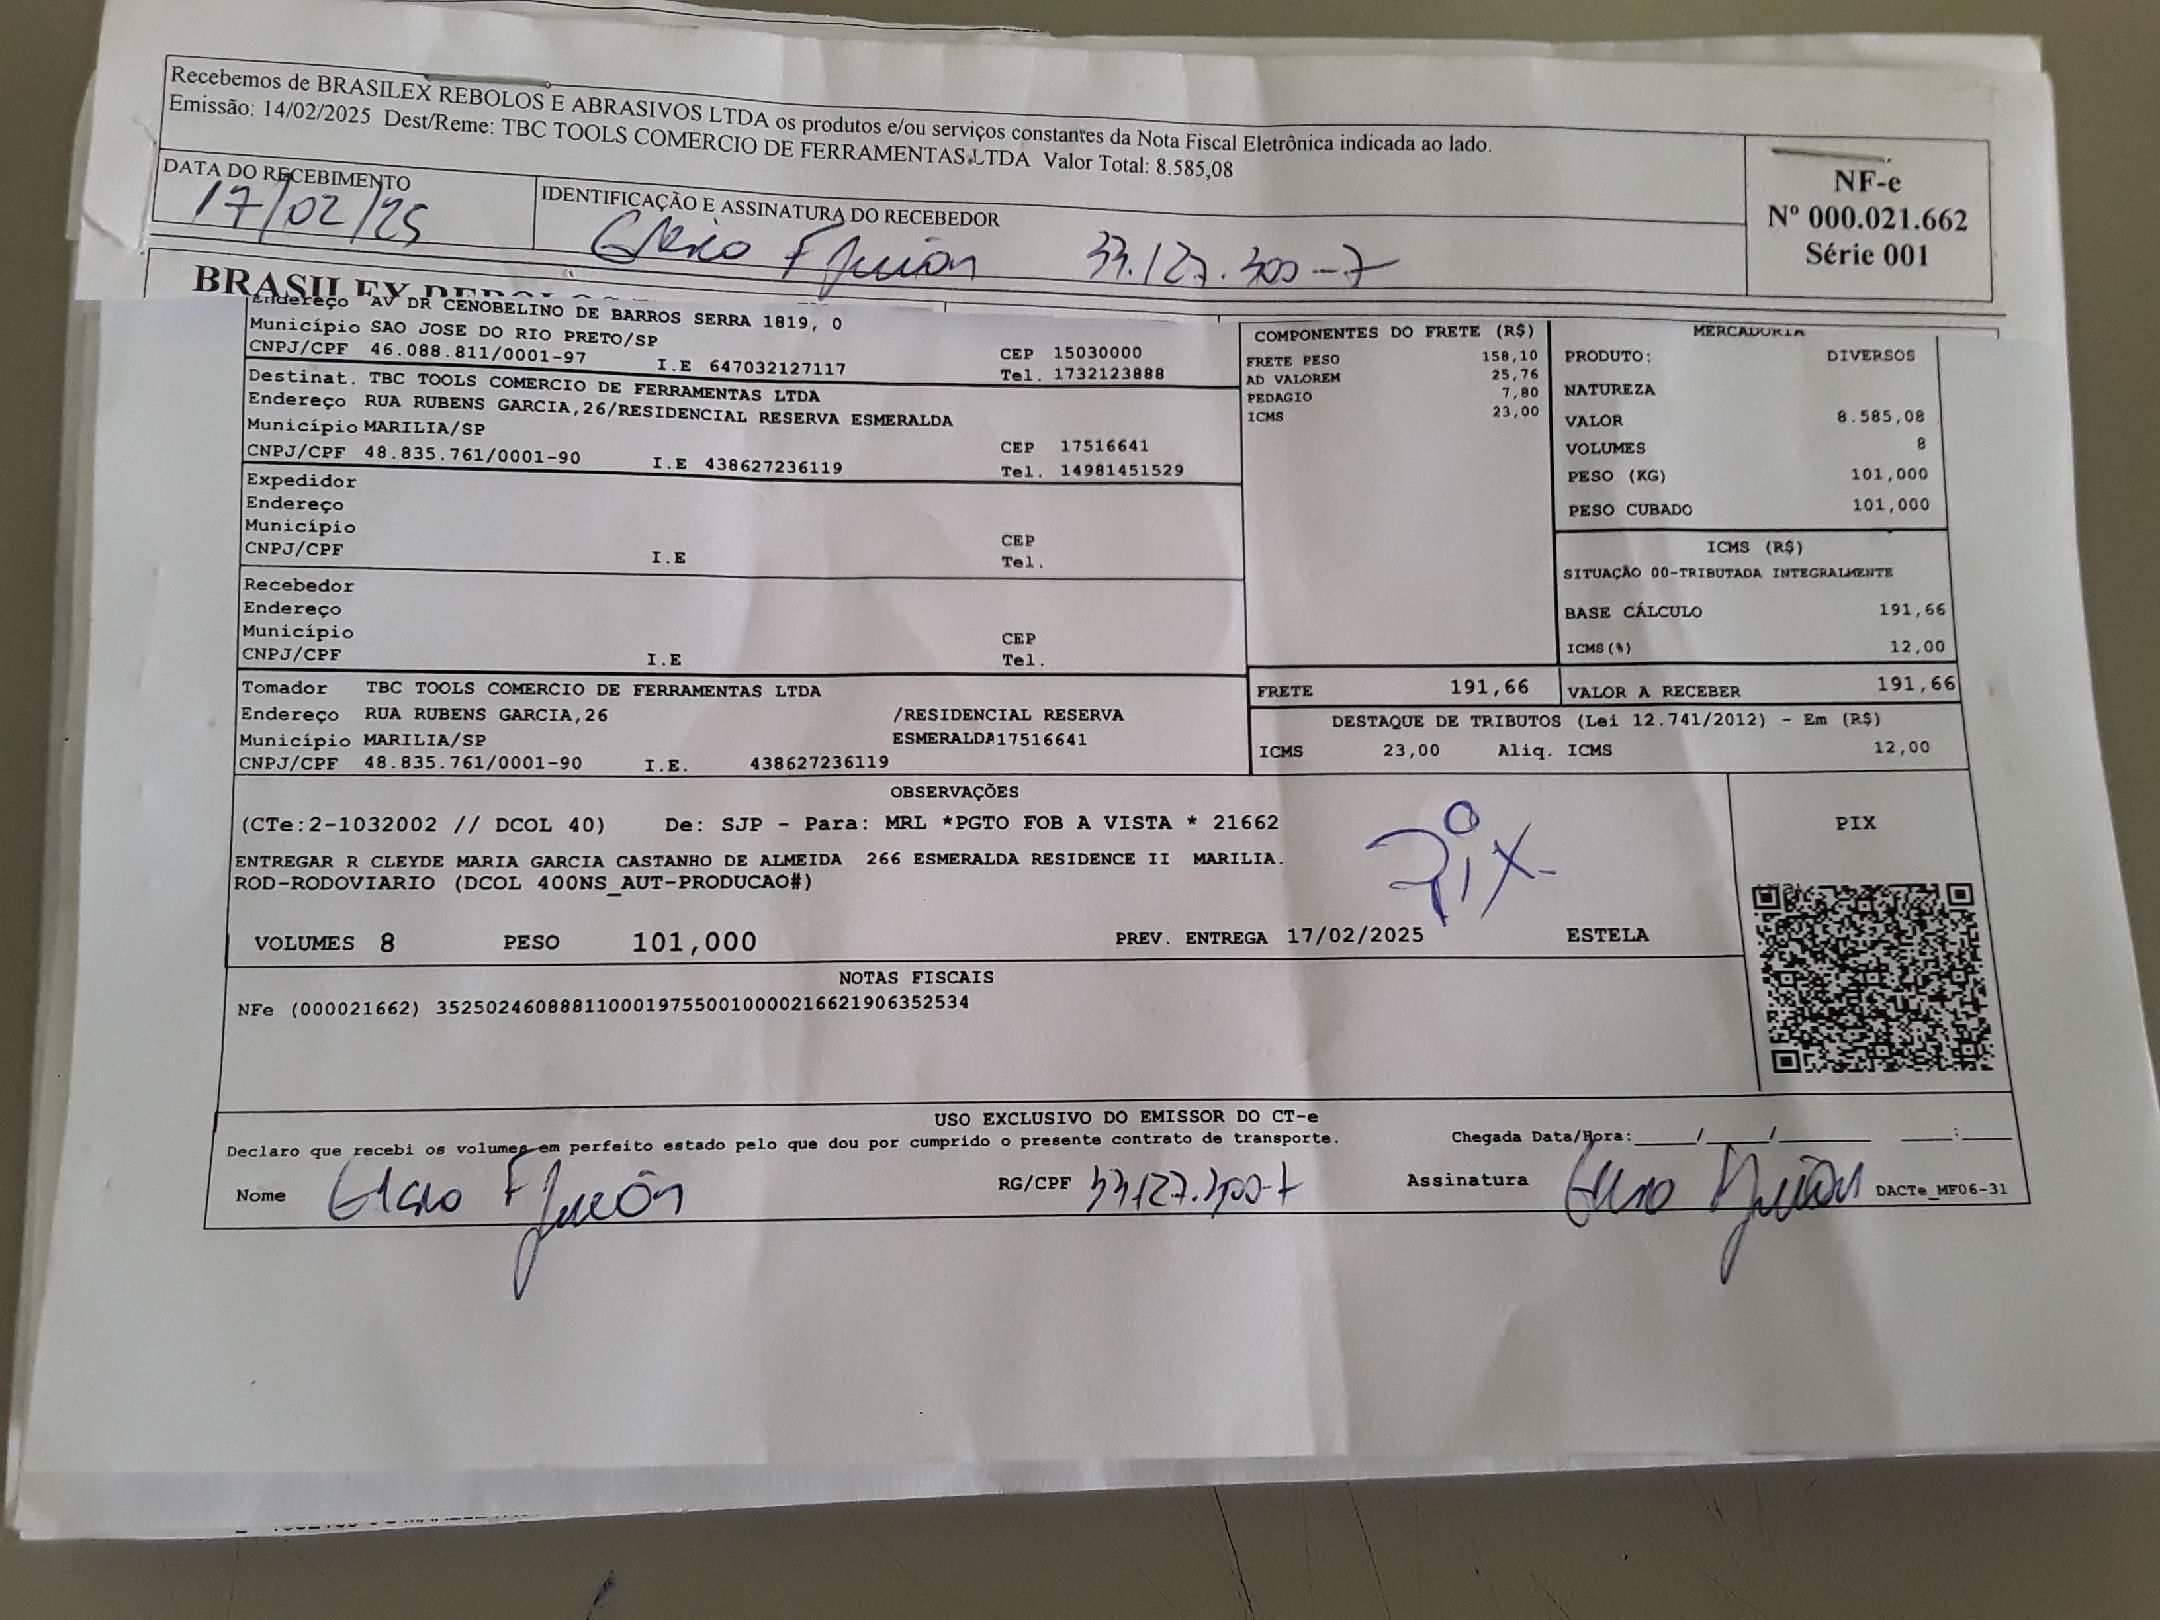 Recebemos de BRASILEX REBOLOS E ABRASIVOS LTDA os produtos e/ou serviços constantes da Nota Fiscal Eletrônica indicada ao lado.
Emissão: 14/02/2025 Dest/Reme: TBC TOOLS COMERCIO DE FERRAMENTAS LTDA Valor Total: 8.585,08
NF-e
Nº 000.021.662
Série 001
DATA DO RECEBIMENTO
17/02/25
IDENTIFICAÇÃO E ASSINATURA DO RECEBEDOR
33.127.300-7
BRASILEX
Endereço AV DR CENOBELINO DE BARROS SERRA 1819, 0
Município SAO JOSE DO RIO PRETO/SP
CEP 15030000
CNPJ/CPF 46.088.811/0001-97 I.E 647032127117 Tel. 1732123888
Destinat. TBC TOOLS COMERCIO DE FERRAMENTAS LTDA
Endereço RUA RUBENS GARCIA,26/RESIDENCIAL RESERVA ESMERALDA
Município MARILIA/SP CEP 17516641
CNPJ/CPF 48.835.761/0001-90 I.E 438627236119 Tel. 14981451529
Expedidor
Endereço
Município CEP
CNPJ/CPF I.E Tel.
Recebedor
Endereço
Município CEP
CNPJ/CPF I.E Tel.
Tomador TBC TOOLS COMERCIO DE FERRAMENTAS LTDA
Endereço RUA RUBENS GARCIA,26 /RESIDENCIAL RESERVA
Município MARILIA/SP ESMERALDA17516641
CNPJ/CPF 48.835.761/0001-90 I.E. 438627236119
COMPONENTES DO FRETE (R$)
FRETE PESO 158,10
AD VALOREM 25,76
PEDAGIO 7,80
ICMS 23,00
MERCADORIA
PRODUTO: DIVERSOS
NATUREZA
VALOR 8.585,08
VOLUMES 8
PESO (KG) 101,000
PESO CUBADO 101,000
ICMS (R$)
SITUAÇÃO 00-TRIBUTADA INTEGRALMENTE
BASE CÁLCULO 191,66
ICMS(%) 12,00
FRETE 191,66 VALOR A RECEBER 191,66
DESTAQUE DE TRIBUTOS (Lei 12.741/2012) - Em (R$)
ICMS 23,00 Aliq. ICMS 12,00
OBSERVAÇÕES
(CTe:2-1032002 // DCOL 40) De: SJP - Para: MRL *PGTO FOB A VISTA * 21662
ENTREGAR R CLEYDE MARIA GARCIA CASTANHO DE ALMEIDA 266 ESMERALDA RESIDENCE II MARILIA.
ROD-RODOVIARIO (DCOL 400NS_AUT-PRODUCAO#)
Pix
VOLUMES 8 PESO 101,000 PREV. ENTREGA 17/02/2025 ESTELA
PIX
NOTAS FISCAIS
NFe (000021662) 35250246088811000197550010000216621906352534
USO EXCLUSIVO DO EMISSOR DO CT-e
Declaro que recebi os volumes em perfeito estado pelo que dou por cumprido o presente contrato de transporte. Chegada Data/Hora:_____/_____/________ ____:____
Nome RG/CPF 33127.300-7 Assinatura DACTe_MF06-31